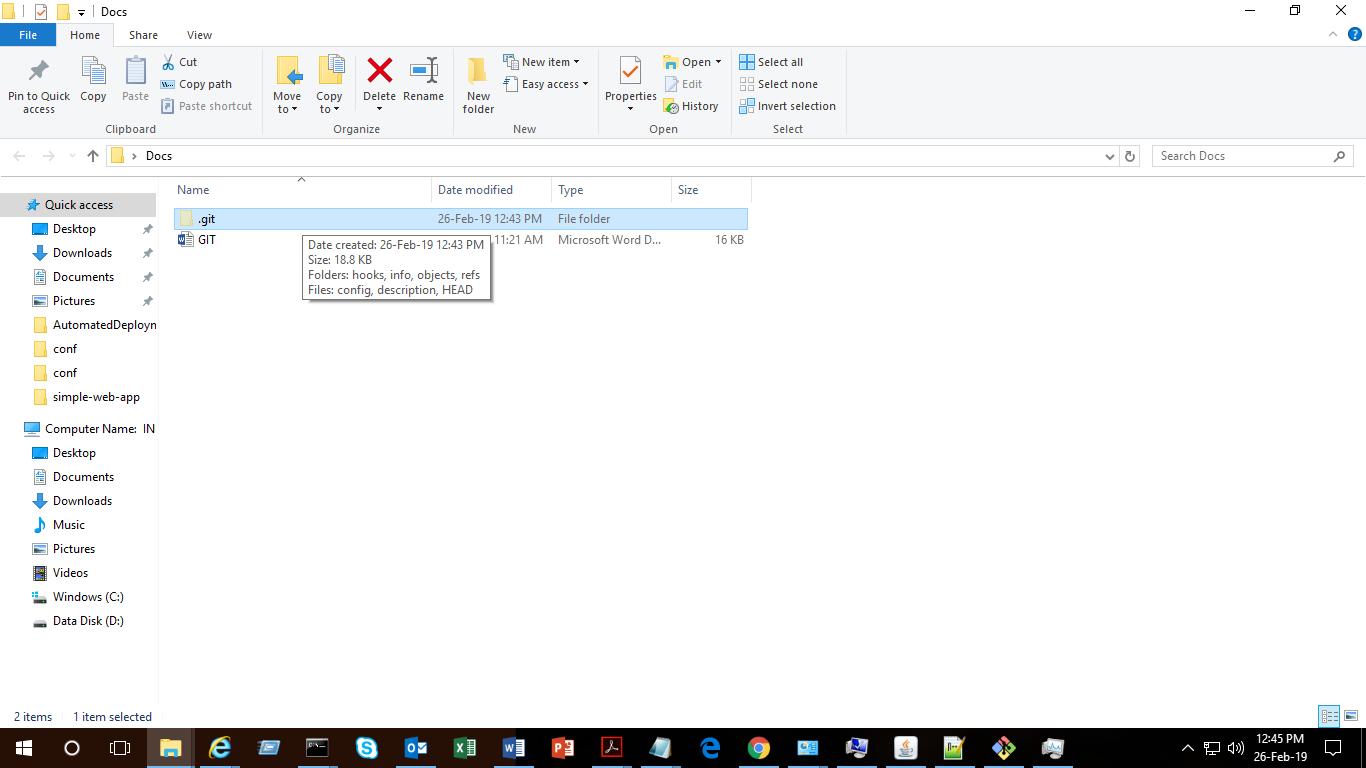 Docs
File Home Share View
Pin to Quick access
Copy
Paste
Cut
Copy path
Paste shortcut
Clipboard
Move to
Copy to
Delete
Rename
Organize
New folder
New item
Easy access
New
Properties
Open
Edit
History
Open
Select all
Select none
Invert selection
Select
Docs
Search Docs
Name Date modified Type Size
.git 26-Feb-19 12:43 PM File folder
GIT 11:21 AM Microsoft Word D... 16 KB
Date created: 26-Feb-19 12:43 PM
Size: 18.8 KB
Folders: hooks, info, objects, refs
Files: config, description, HEAD
Quick access
Desktop
Downloads
Documents
Pictures
AutomatedDeployn
conf
conf
simple-web-app
Computer Name: IN
Desktop
Documents
Downloads
Music
Pictures
Videos
Windows (C:)
Data Disk (D:)
2 items 1 item selected
12:45 PM
26-Feb-19